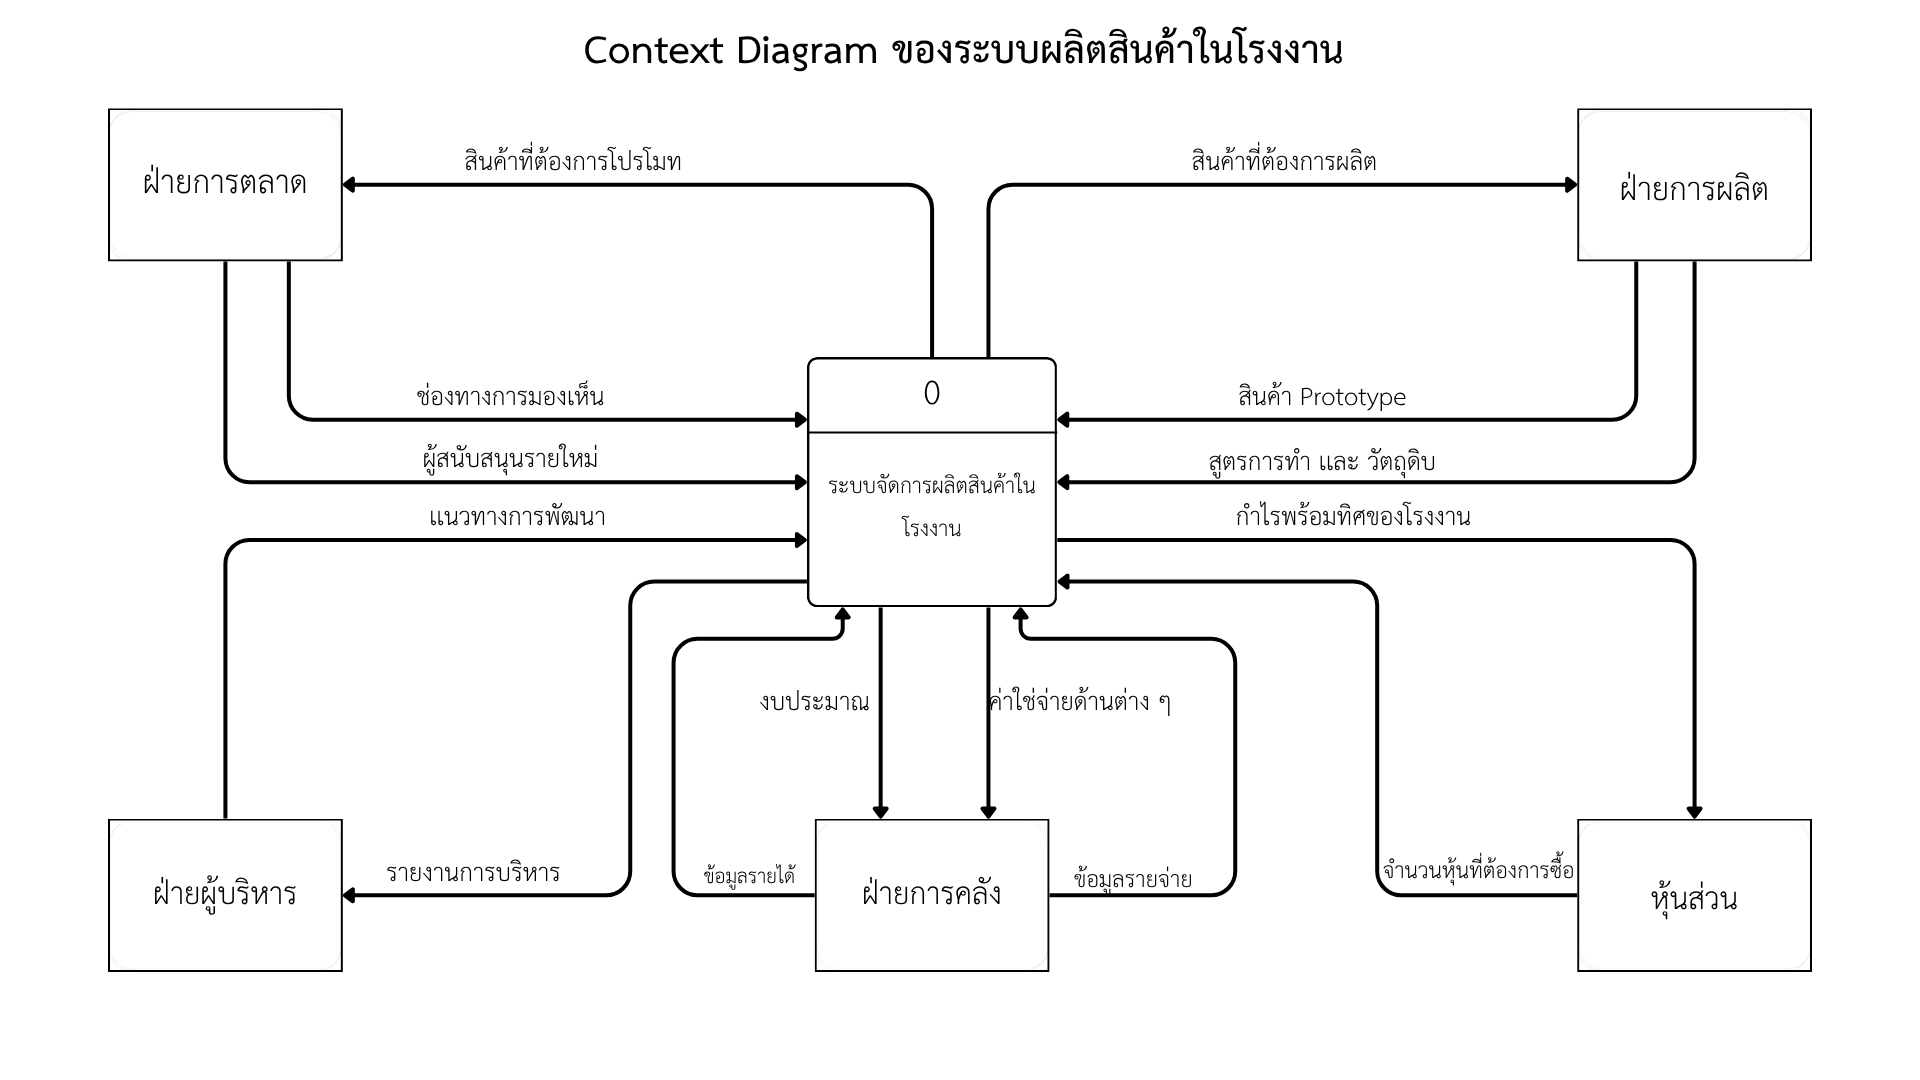 Context Diagram ของระบบผลิตสินค้าในโรงงาน
ฝ่ายการตลาด
สินค้าที่ต้องการโปรโมท
สินค้าที่ต้องการผลิต
ฝ่ายการผลิต
0
ช่องทางการมองเห็น
สินค้า Prototype
ผู้สนับสนุนรายใหม่
สูตรการทำ และ วัตถุดิบ
ระบบจัดการผลิตสินค้าใน
โรงงาน
แนวทางการพัฒนา
กำไรพร้อมทิศของโรงงาน
งบประมาณ
ค่าใช่จ่ายด้านต่าง ๆ
รายงานการบริหาร
ข้อมูลรายได้
ข้อมูลรายจ่าย
จำนวนหุ้นที่ต้องการซื้อ
ฝ่ายผู้บริหาร
ฝ่ายการคลัง
หุ้นส่วน